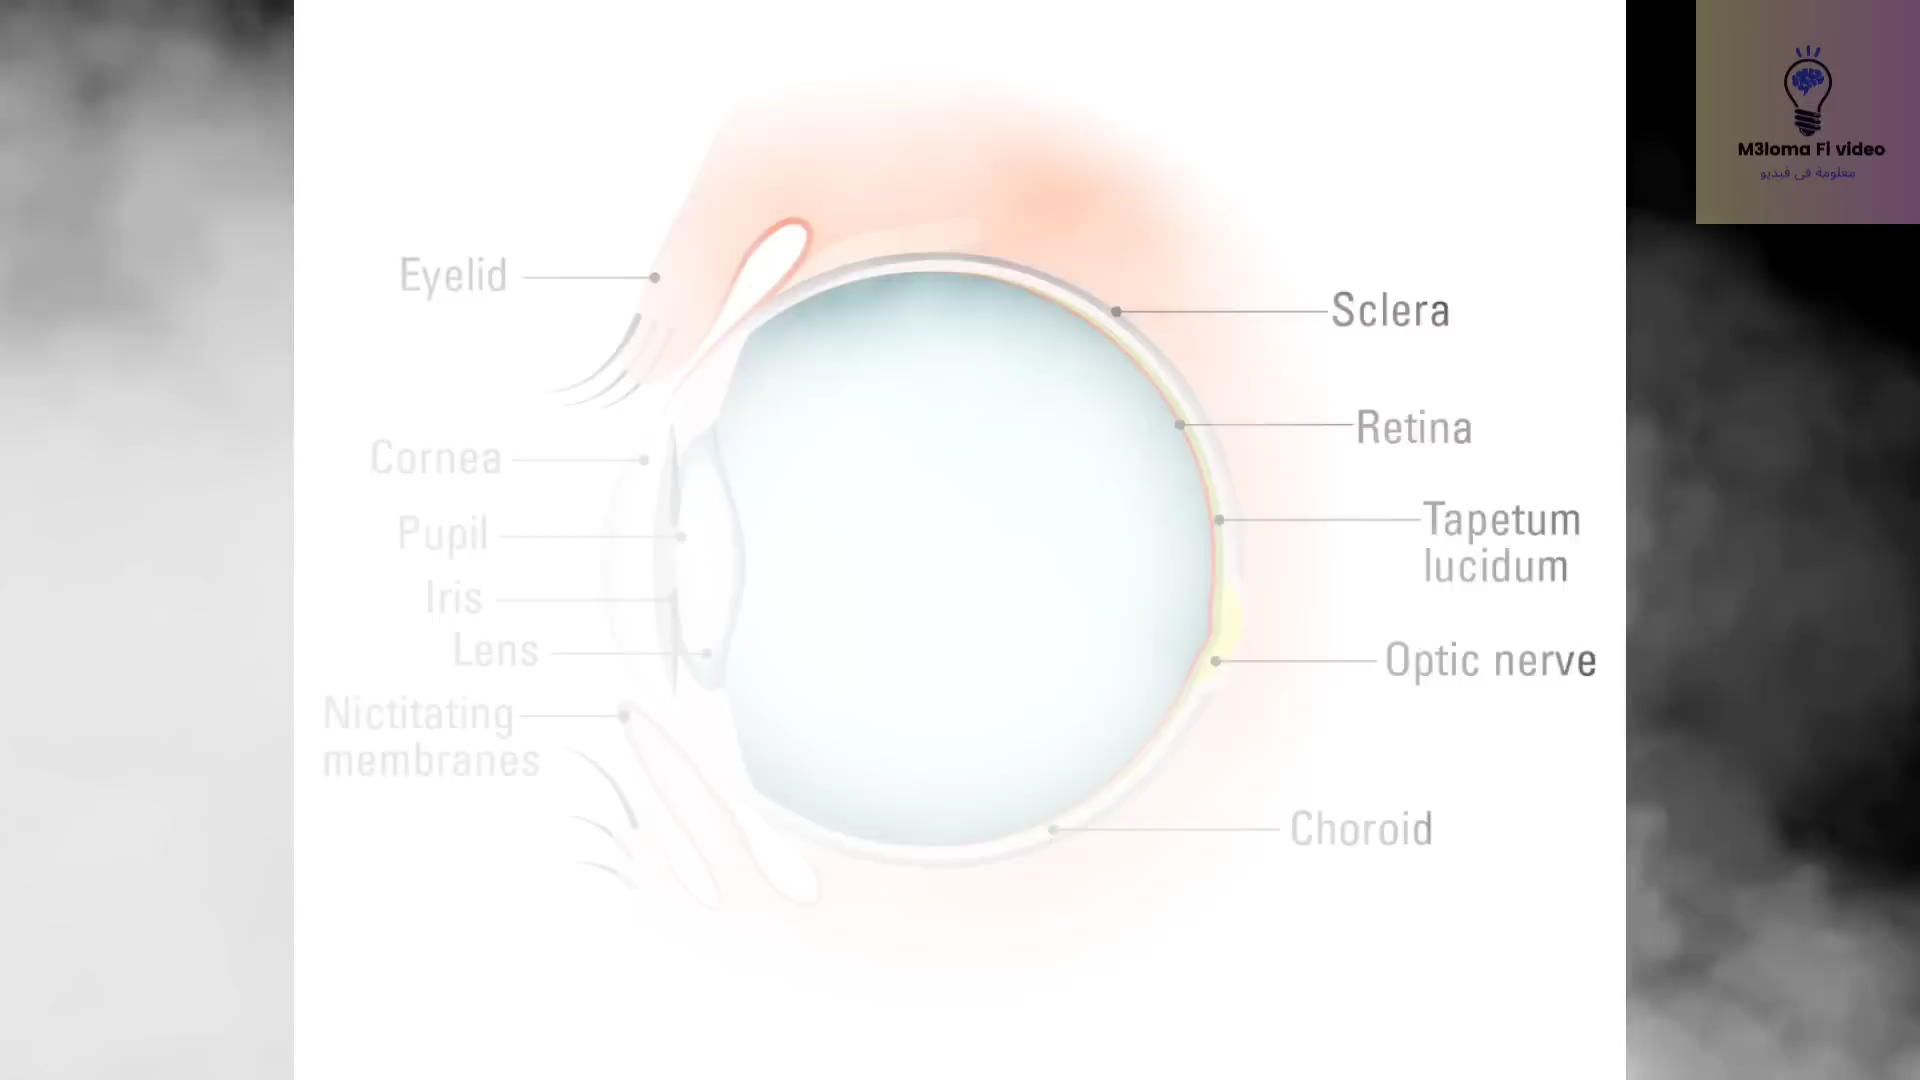 M3loma Fi video
معلومة في فيديو
Eyelid
Cornea
Pupil
Iris
Lens
Nictitating
membranes
Sclera
Retina
Tapetum
lucidum
Optic nerve
Choroid